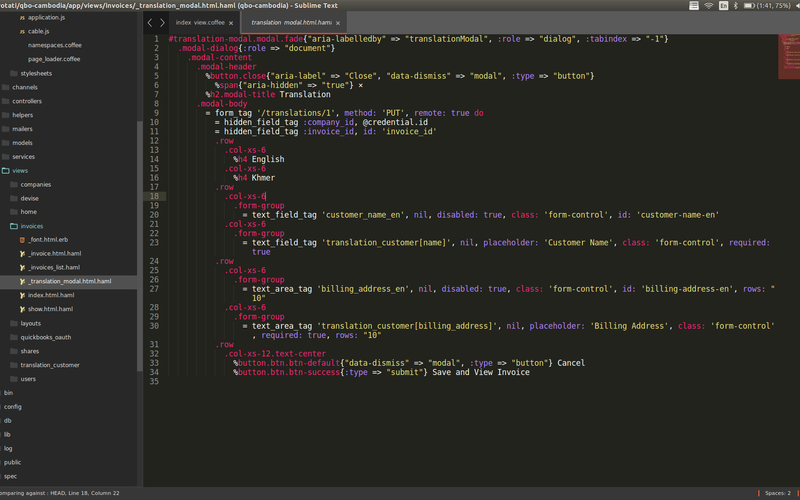 rotati/qbo-cambodia/app/views/invoices/_translation_modal.html.haml (qbo-cambodia) - Sublime Text
En
(1:41, 75%)
application.js
cable.js
namespaces.coffee
page_loader.coffee
stylesheets
channels
controllers
helpers
mailers
models
services
views
companies
devise
home
invoices
_font.html.erb
_invoice.html.haml
_invoices_list.haml
_translation_modal.html.haml
index.html.haml
show.html.haml
layouts
quickbooks_oauth
shares
translation_customer
users
bin
config
db
lib
log
public
spec
index view.coffee ×
translation modal.html.haml ×
1 #translation-modal.modal.fade{"aria-labelledby" => "translationModal", :role => "dialog", :tabindex => "-1"}
2 .modal-dialog{:role => "document"}
3 .modal-content
4 .modal-header
5 %button.close{"aria-label" => "Close", "data-dismiss" => "modal", :type => "button"}
6 %span{"aria-hidden" => "true"} ×
7 %h2.modal-title Translation
8 .modal-body
9 = form_tag '/translations/1', method: 'PUT', remote: true do
10 = hidden_field_tag :company_id, @credential.id
11 = hidden_field_tag :invoice_id, id: 'invoice_id'
12 .row
13 .col-xs-6
14 %h4 English
15 .col-xs-6
16 %h4 Khmer
17 .row
18 .col-xs-6
19 .form-group
20 = text_field_tag 'customer_name_en', nil, disabled: true, class: 'form-control', id: 'customer-name-en'
21 .col-xs-6
22 .form-group
23 = text_field_tag 'translation_customer[name]', nil, placeholder: 'Customer Name', class: 'form-control', required:
true
24 .row
25 .col-xs-6
26 .form-group
27 = text_area_tag 'billing_address_en', nil, disabled: true, class: 'form-control', id: 'billing-address-en', rows: "
10"
28 .col-xs-6
29 .form-group
30 = text_area_tag 'translation_customer[billing_address]', nil, placeholder: 'Billing Address', class: 'form-control'
, required: true, rows: "10"
31 .row
32 .col-xs-12.text-center
33 %button.btn.btn-default{"data-dismiss" => "modal", :type => "button"} Cancel
34 %button.btn.btn-success{:type => "submit"} Save and View Invoice
35
omparing against : HEAD, Line 18, Column 22
Spaces: 2